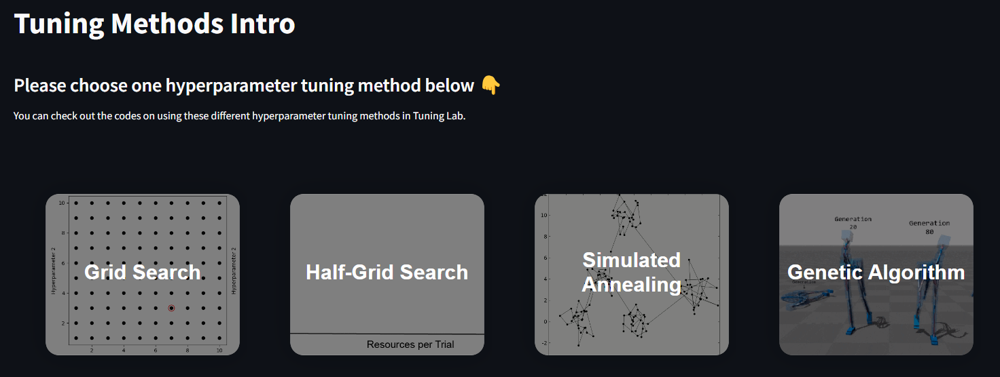 Tuning Methods Intro
Please choose one hyperparameter tuning method below 👇
You can check out the codes on using these different hyperparameter tuning methods in Tuning Lab.
10
8
6
4
2
2
4
6
8
10
Hyperparameter 2
Hyperparameter 2
Grid Search
Half-Grid Search
Resources per Trial
12
10
8
6
4
2
0
-2
Simulated
Annealing
Generation
20
Generation
80
Generation
1
Genetic Algorithm